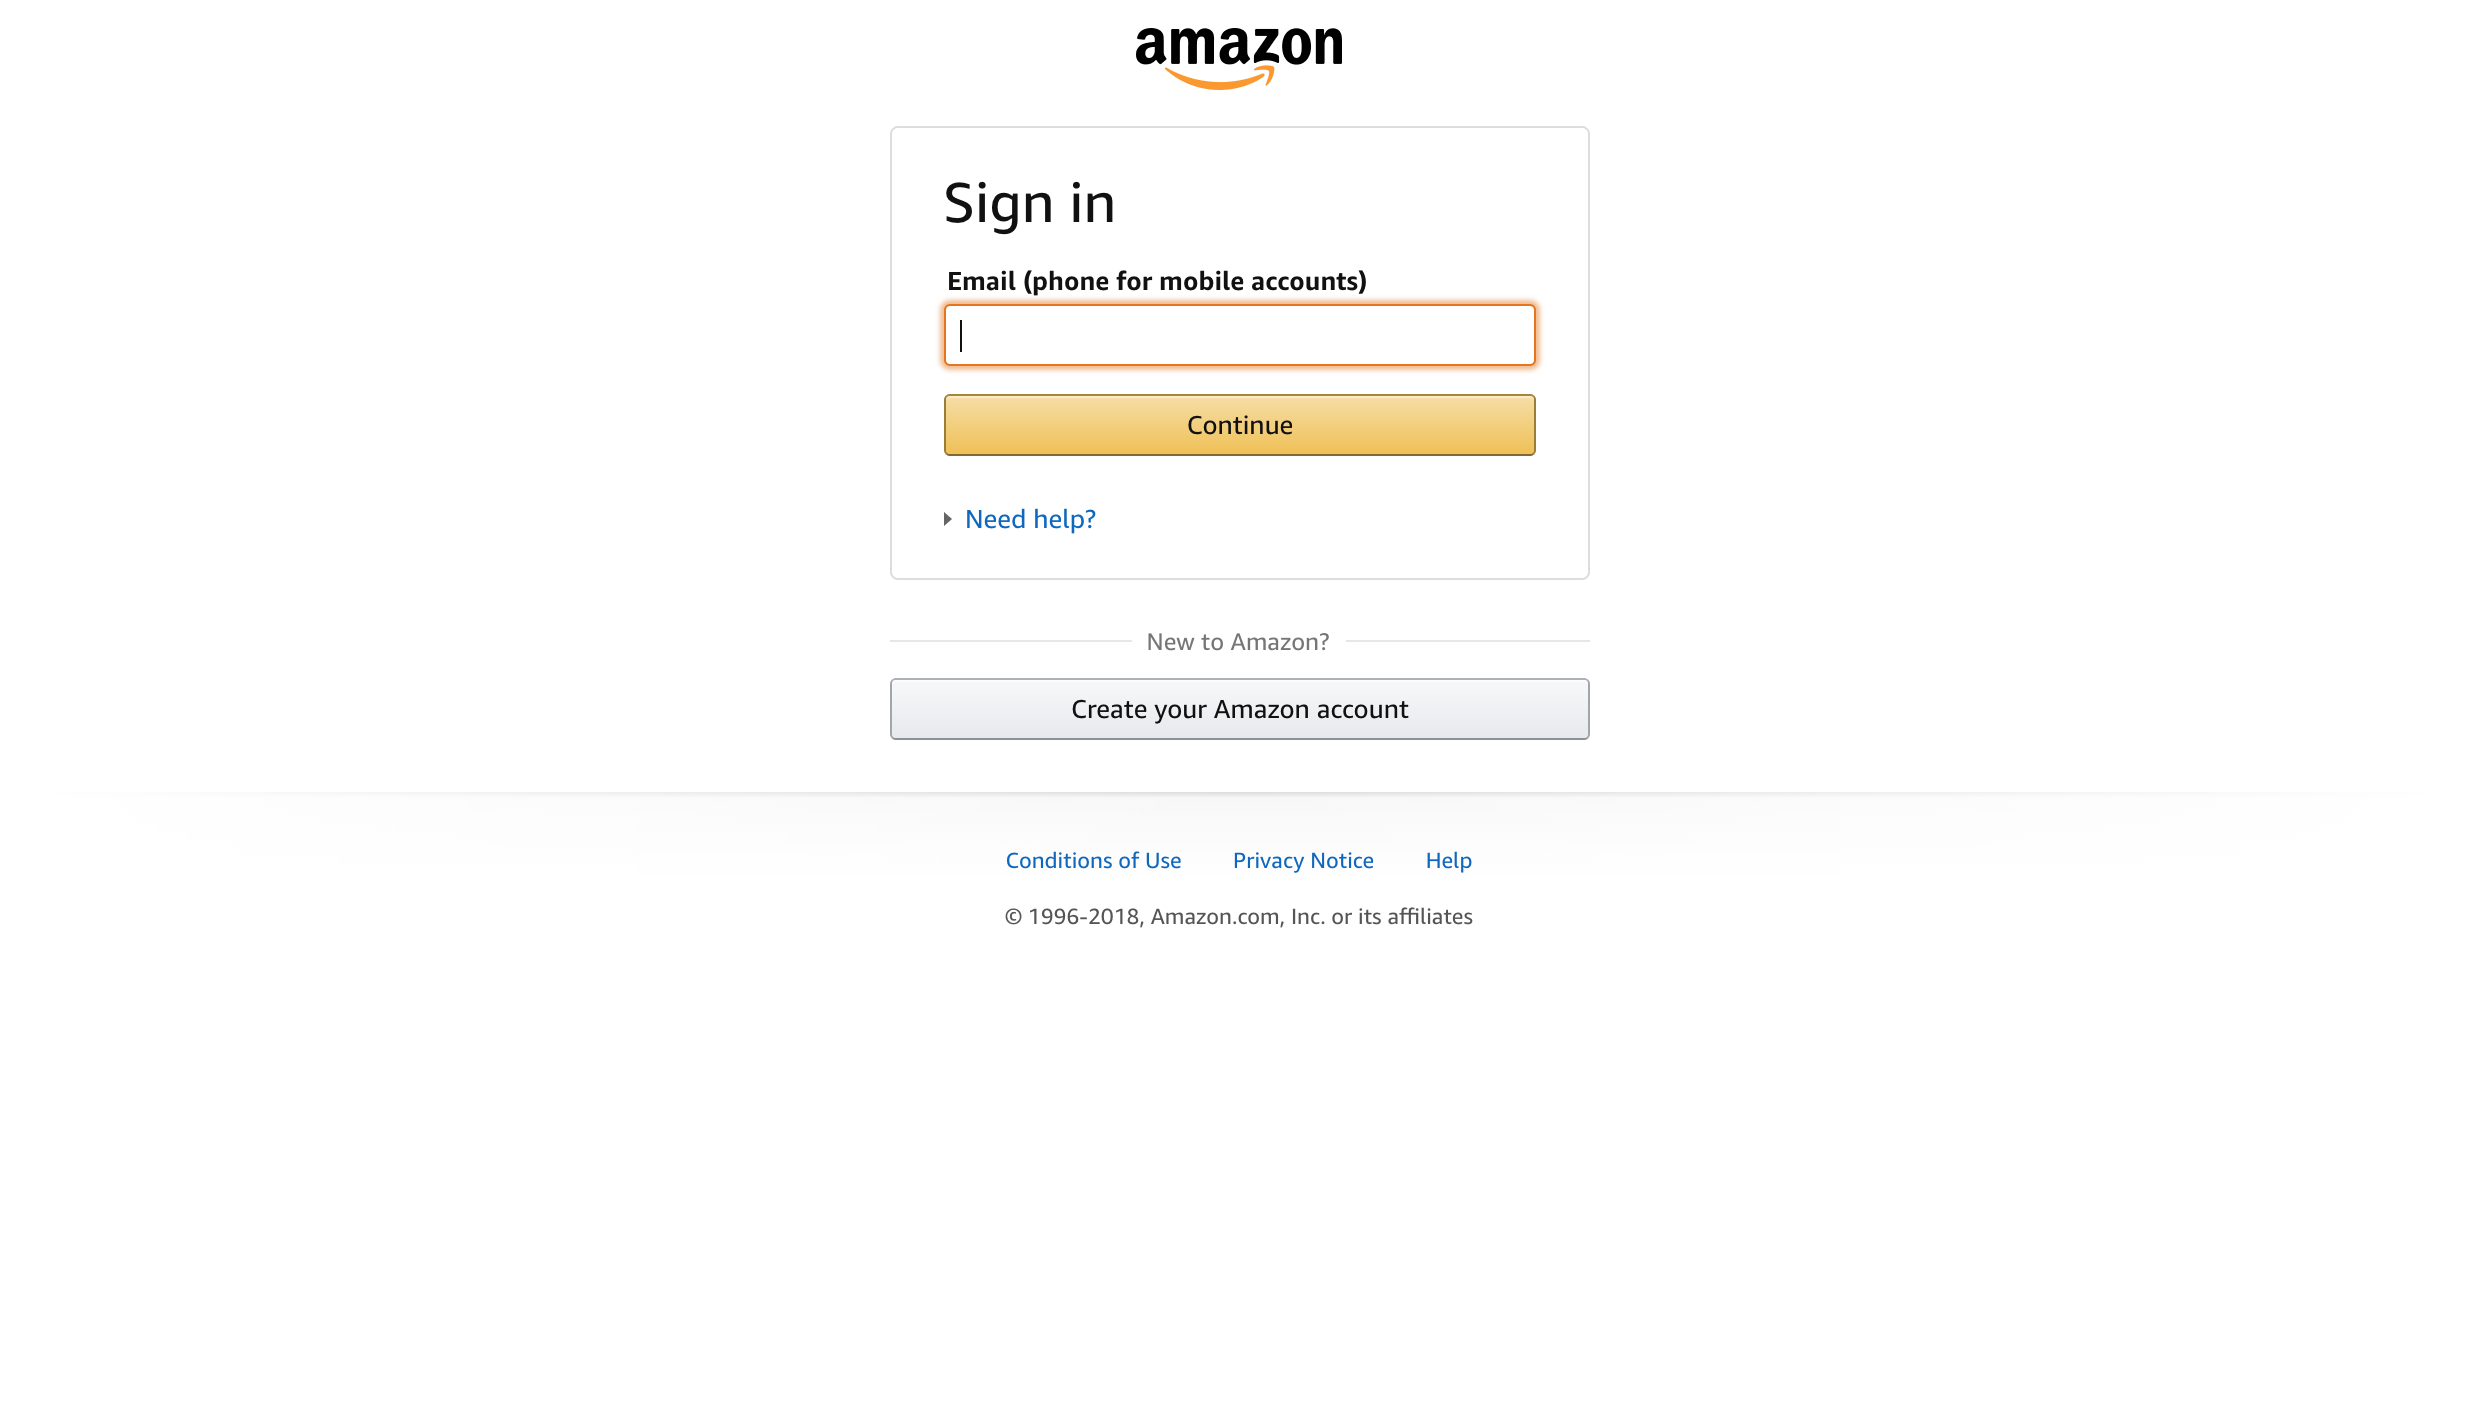 amazon
Sign in
Email (phone for mobile accounts)
Continue
Need help?
New to Amazon?
Create your Amazon account
Conditions of Use Privacy Notice Help
© 1996-2018, Amazon.com, Inc. or its affiliates